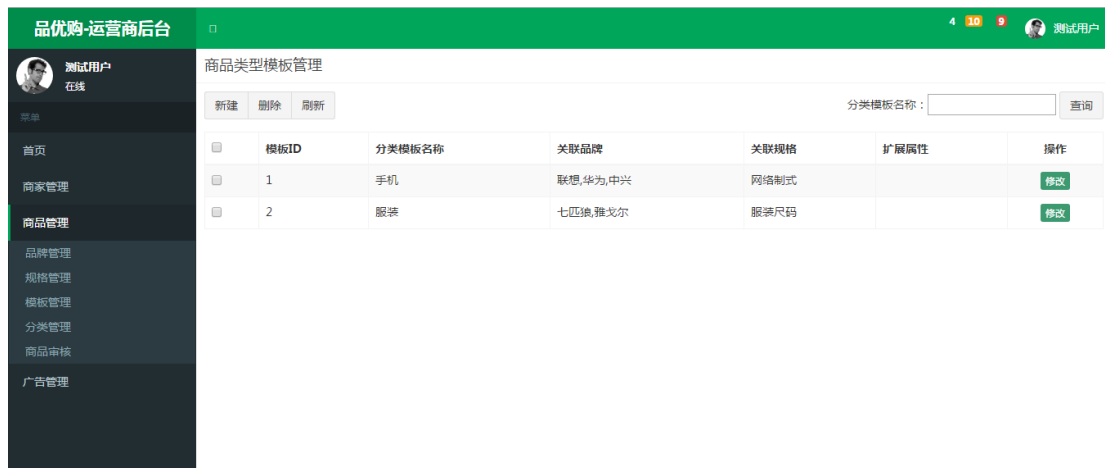 品优购-运营商后台
4 10 9 测试用户
测试用户
在线
菜单
首页
商家管理
商品管理
品牌管理
规格管理
模板管理
分类管理
商品审核
广告管理
商品类型模板管理
新建 删除 刷新 分类模板名称： 查询
模板ID 分类模板名称 关联品牌 关联规格 扩展属性 操作
1 手机 联想,华为,中兴 网络制式 修改
2 服装 七匹狼,雅戈尔 服装尺码 修改